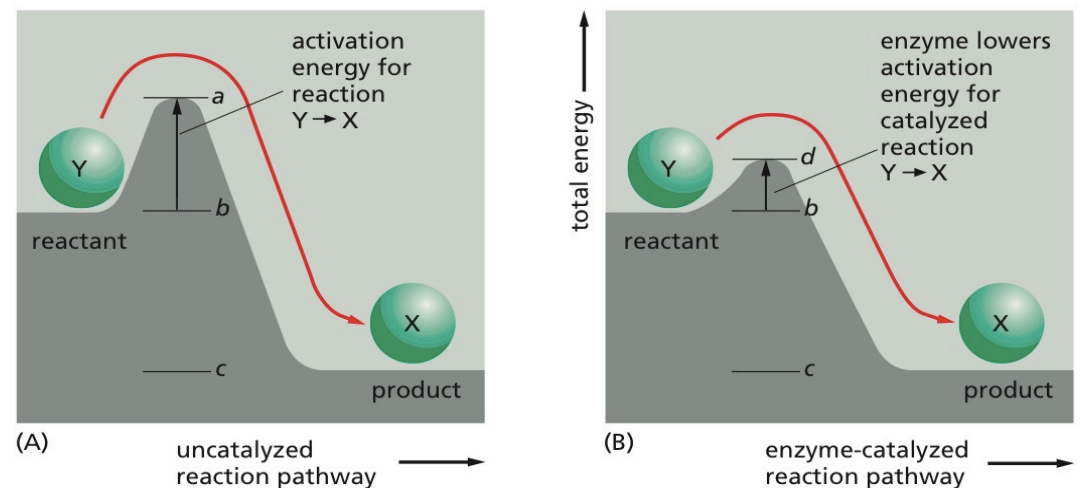 activation
energy for
reaction
Y → X
a
Y
b
reactant
X
c
product
(A)
uncatalyzed
reaction pathway
total energy
enzyme lowers
activation
energy for
catalyzed
reaction
Y → X
d
Y
b
reactant
X
c
product
(B)
enzyme-catalyzed
reaction pathway